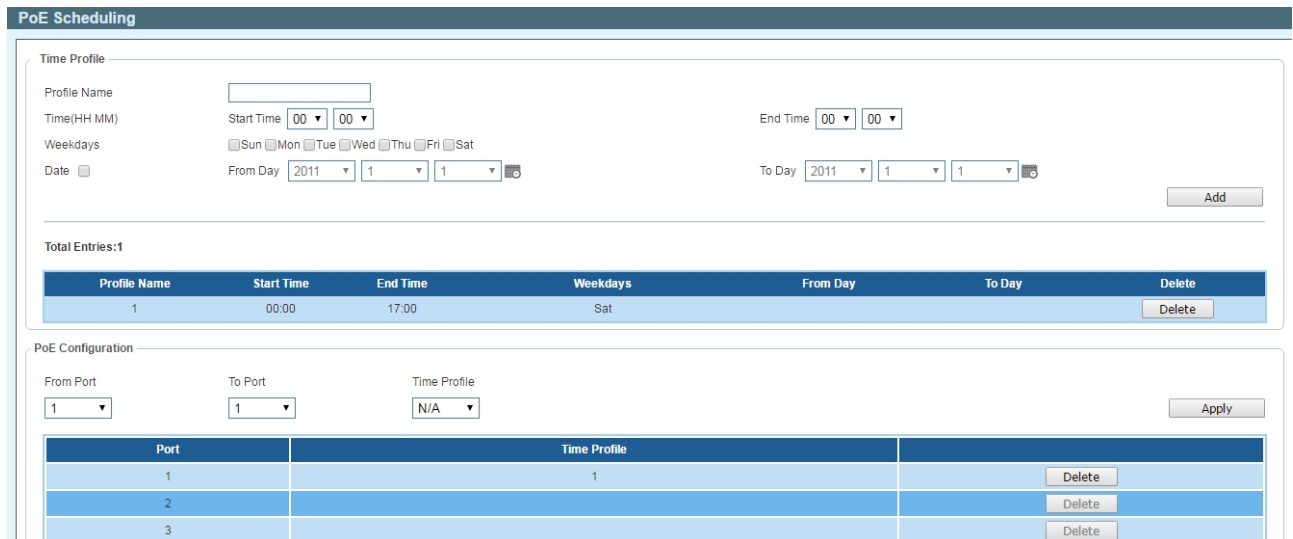 PoE Scheduling
Time Profile
Profile Name
Time(HH MM) Start Time 00 00 End Time 00 00
Weekdays Sun Mon Tue Wed Thu Fri Sat
Date From Day 2011 1 1 To Day 2011 1 1
Add
Total Entries:1
Profile Name Start Time End Time Weekdays From Day To Day Delete
1 00:00 17:00 Sat Delete
PoE Configuration
From Port To Port Time Profile
1 1 N/A Apply
Port Time Profile
1 1 Delete
2 Delete
3 Delete